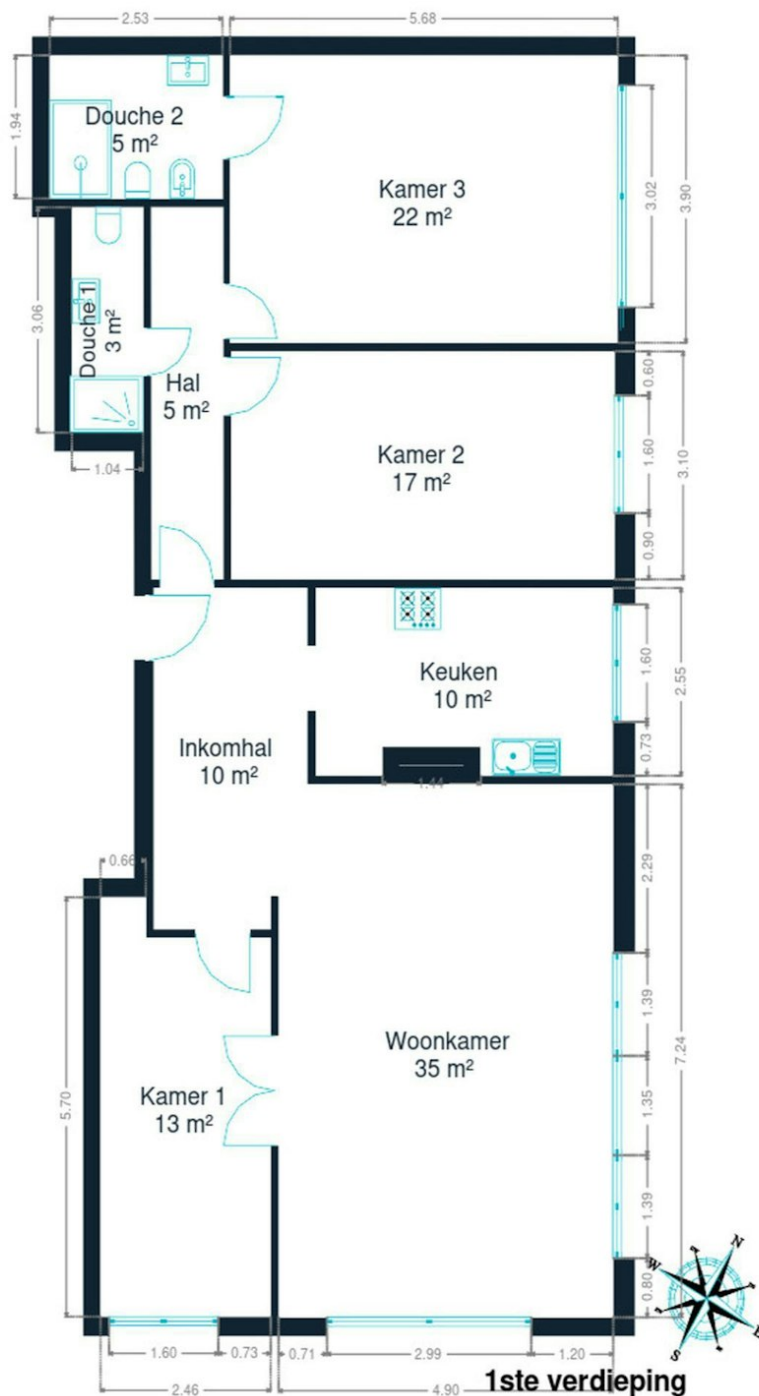 2.53
5.68
Douche 2
5 m²
1.94
Kamer 3
22 m²
3.02
3.90
Douche 1
3 m²
3.06
1.04
Hal
5 m²
Kamer 2
17 m²
0.60
1.60
0.90
3.10
Keuken
10 m²
1.60
0.73
2.55
Inkomhal
10 m²
1.44
0.66
2.29
1.39
1.35
1.39
0.80
7.24
Woonkamer
35 m²
Kamer 1
13 m²
5.70
N
E
S
W
1.60
0.73
0.71
2.99
1.20
2.46
4.90
1ste verdieping